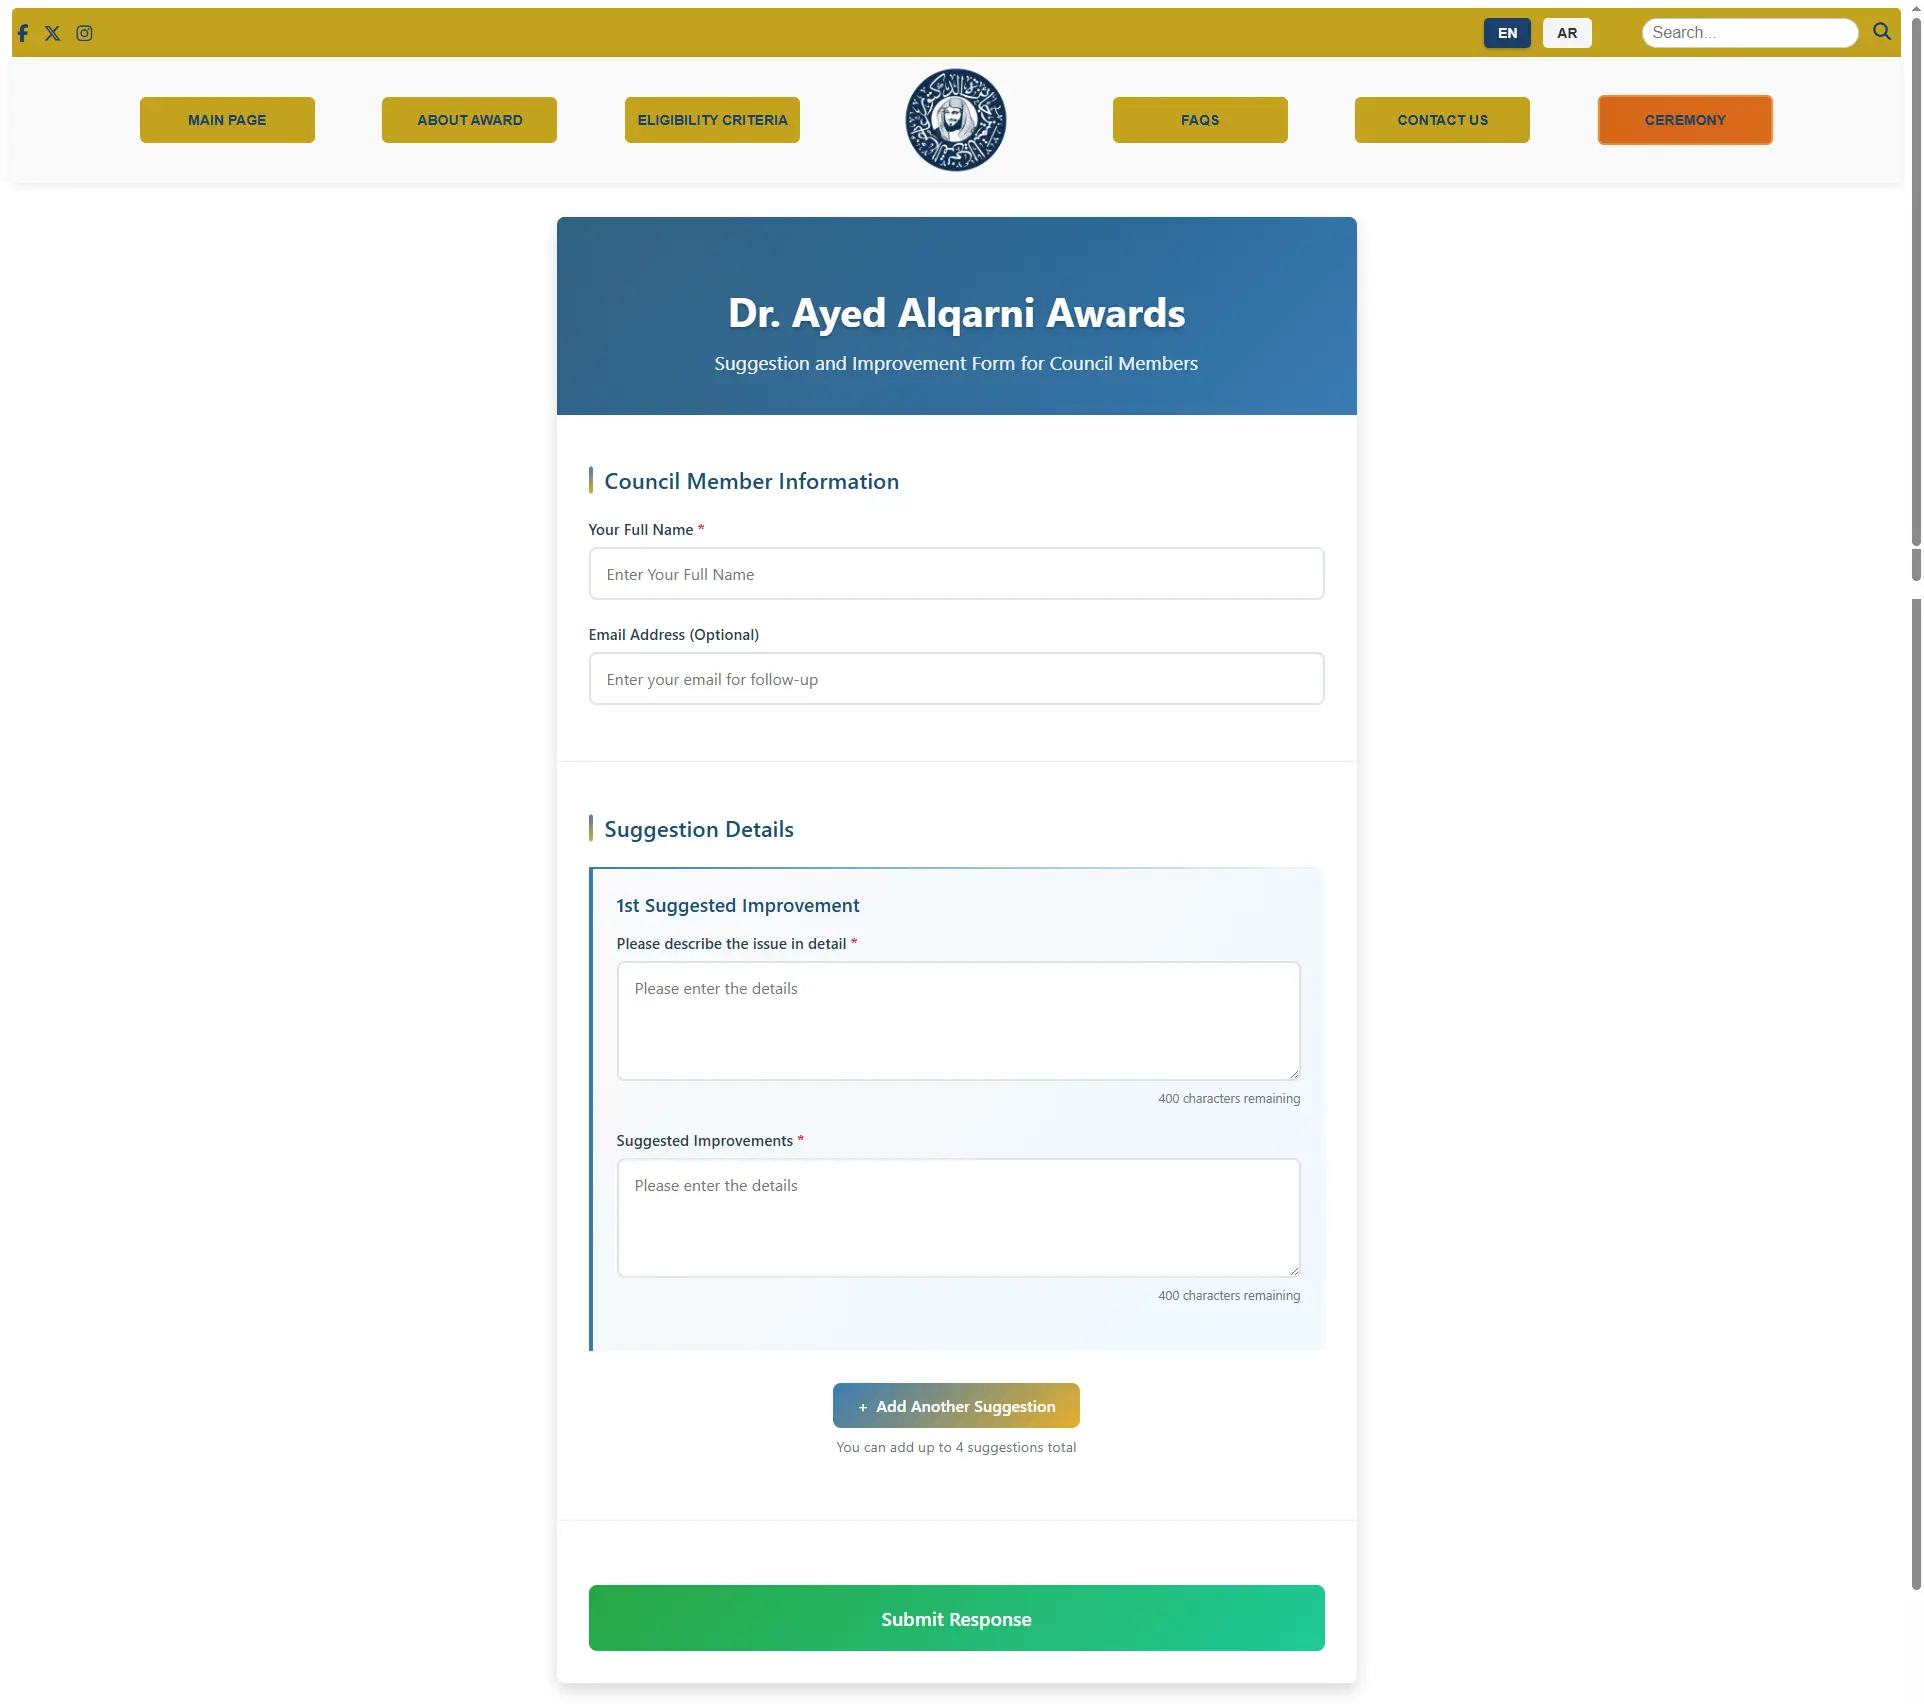 EN
AR
Search...
MAIN PAGE
ABOUT AWARD
ELIGIBILITY CRITERIA
FAQS
CONTACT US
CEREMONY
Dr. Ayed Alqarni Awards
Suggestion and Improvement Form for Council Members
Council Member Information
Your Full Name *
Enter Your Full Name
Email Address (Optional)
Enter your email for follow-up
Suggestion Details
1st Suggested Improvement
Please describe the issue in detail *
Please enter the details
400 characters remaining
Suggested Improvements *
Please enter the details
400 characters remaining
+ Add Another Suggestion
You can add up to 4 suggestions total
Submit Response